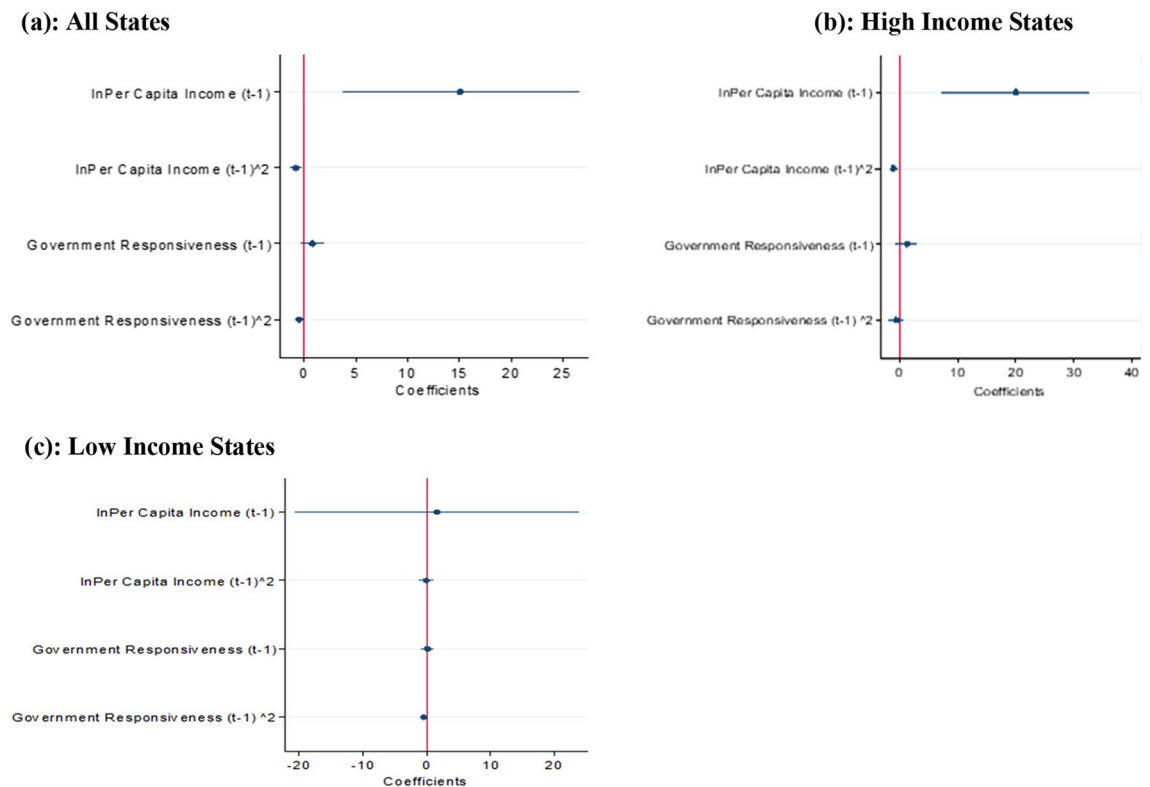 (a): All States
lnPer Capita Income (t-1)
lnPer Capita Income (t-1)^2
Government Responsiveness (t-1)
Government Responsiveness (t-1)^2
0 5 10 15 20 25
Coefficients
(b): High Income States
lnPer Capita Income (t-1)
lnPer Capita Income (t-1)^2
Government Responsiveness (t-1)
Government Responsiveness (t-1) ^2
0 10 20 30 40
Coefficients
(c): Low Income States
lnPer Capita Income (t-1)
lnPer Capita Income (t-1)^2
Government Responsiveness (t-1)
Government Responsiveness (t-1) ^2
-20 -10 0 10 20
Coefficients